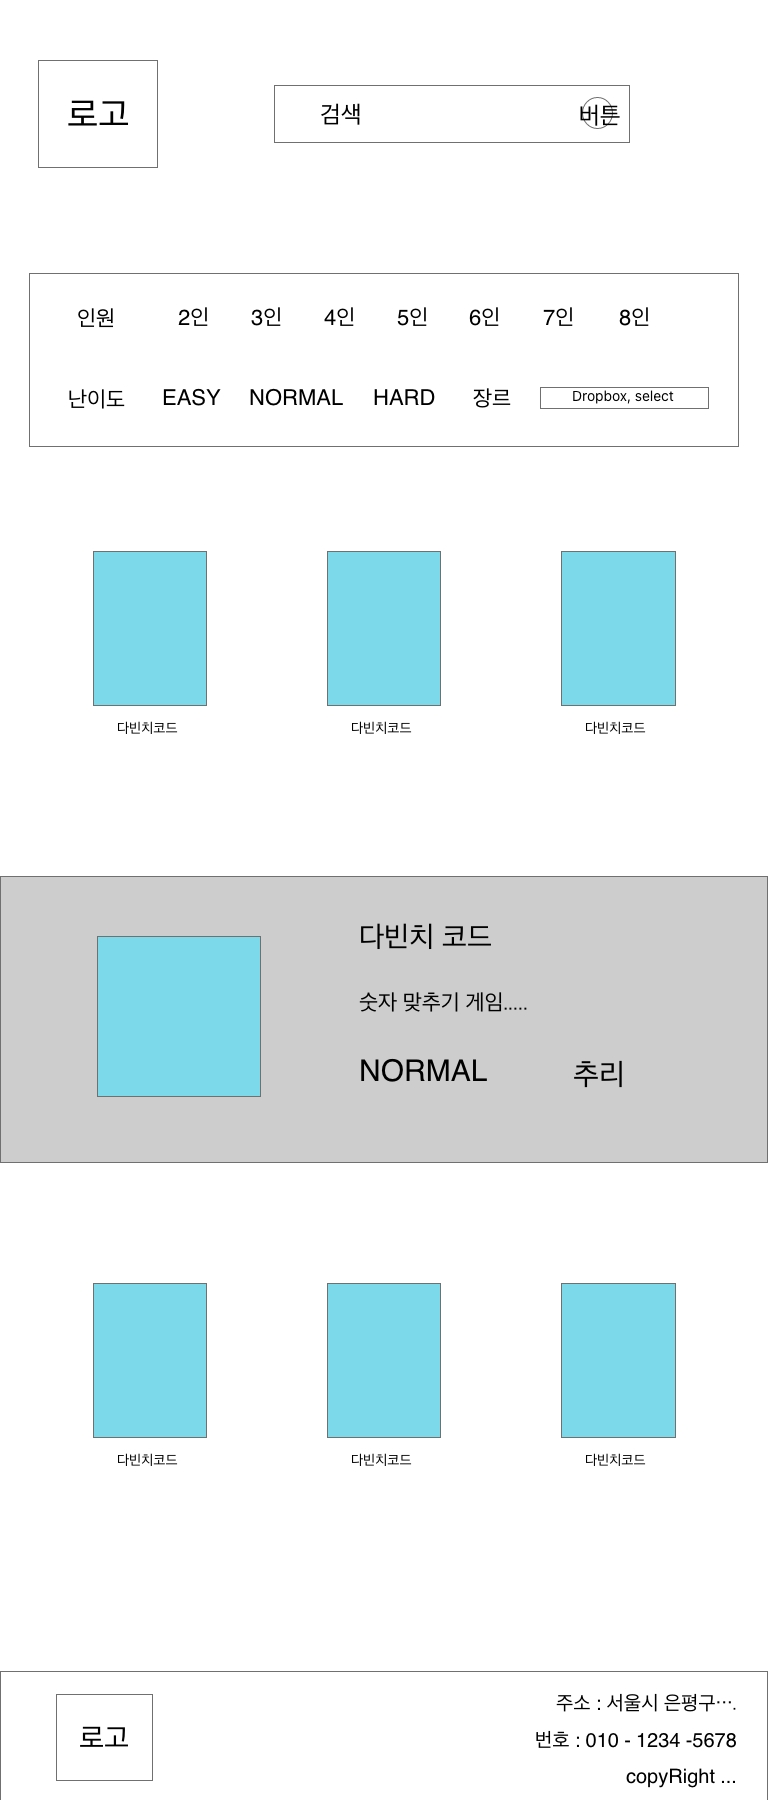 로고
검색 버튼
인원 2인 3인 4인 5인 6인 7인 8인
난이도 EASY NORMAL HARD 장르 Dropbox, select
다빈치코드 다빈치코드 다빈치코드
다빈치 코드
숫자 맞추기 게임.....
NORMAL 추리
다빈치코드 다빈치코드 다빈치코드
로고
주소 : 서울시 은평구….
번호 : 010 - 1234 -5678
copyRight ...